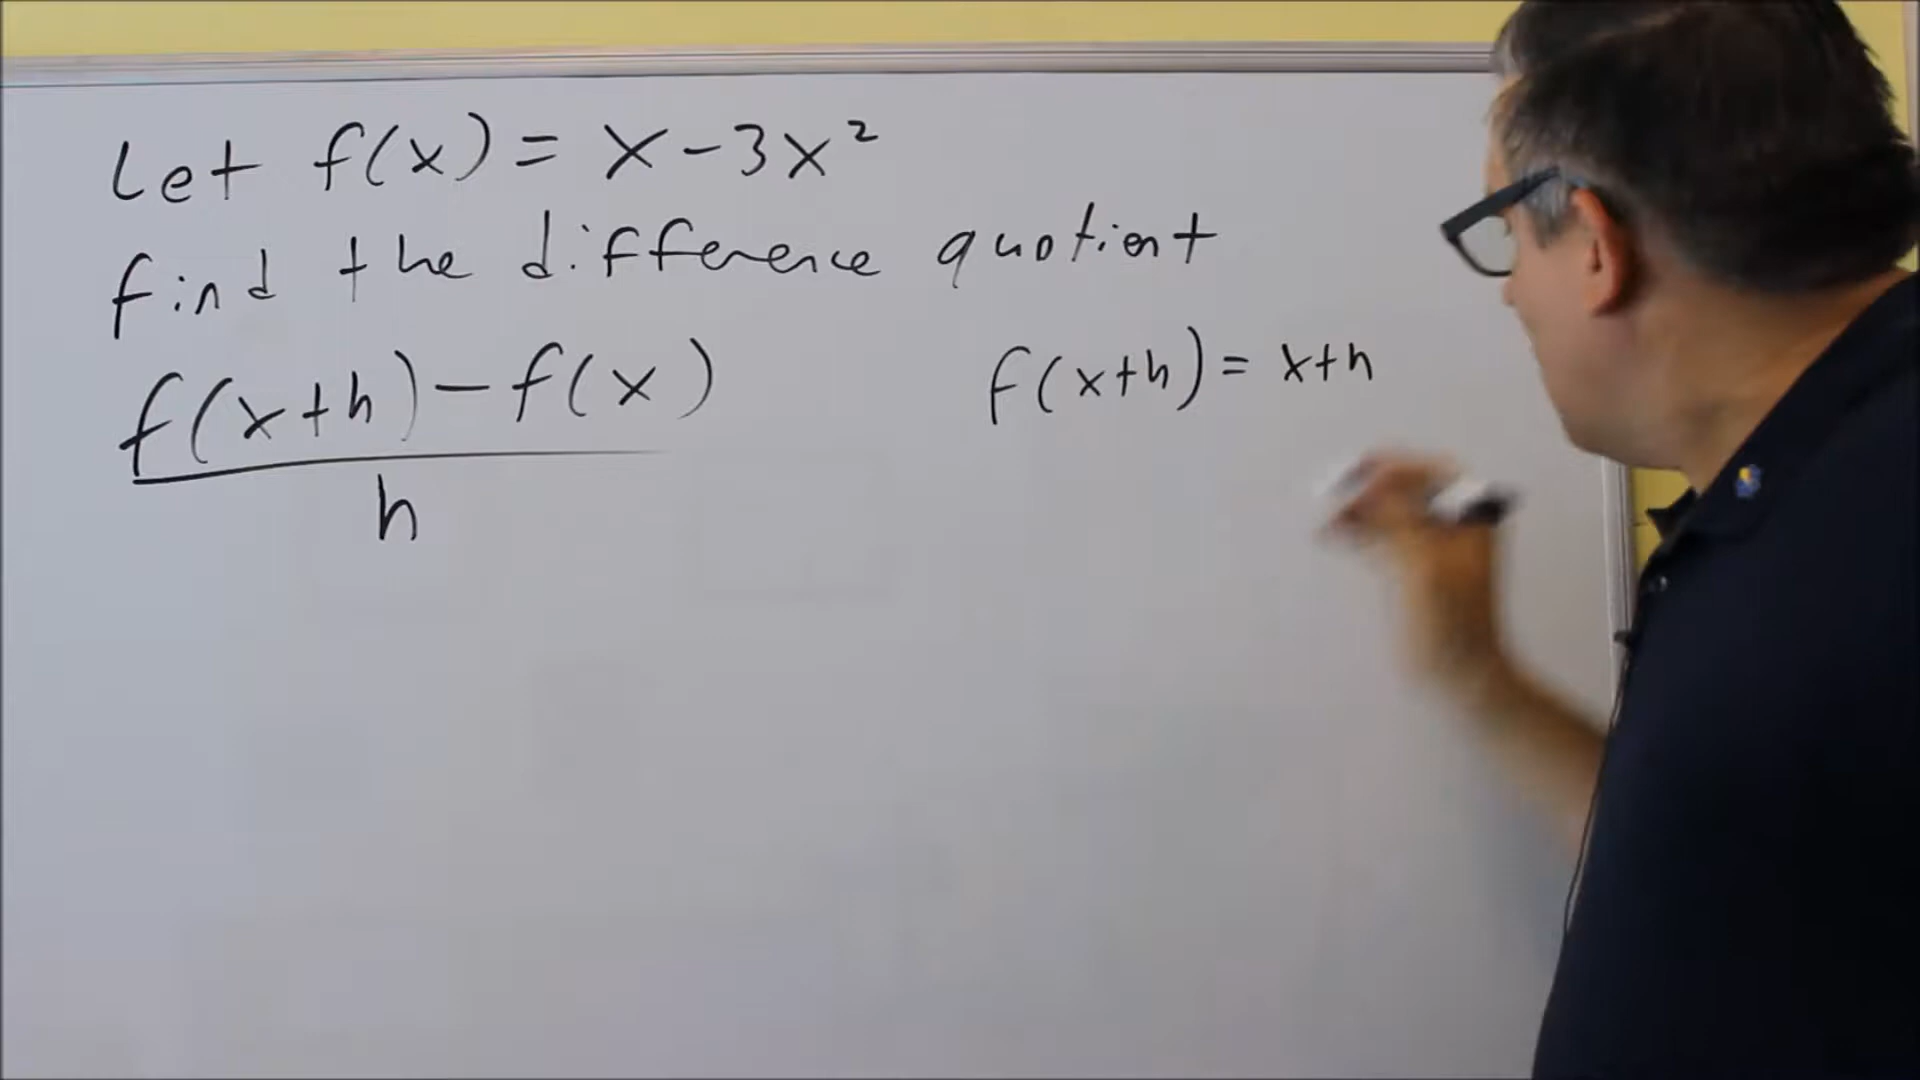 Let f(x) = x - 3x²
find the difference quotient
f(x+h) - f(x)
h
f(x+h) = x+h